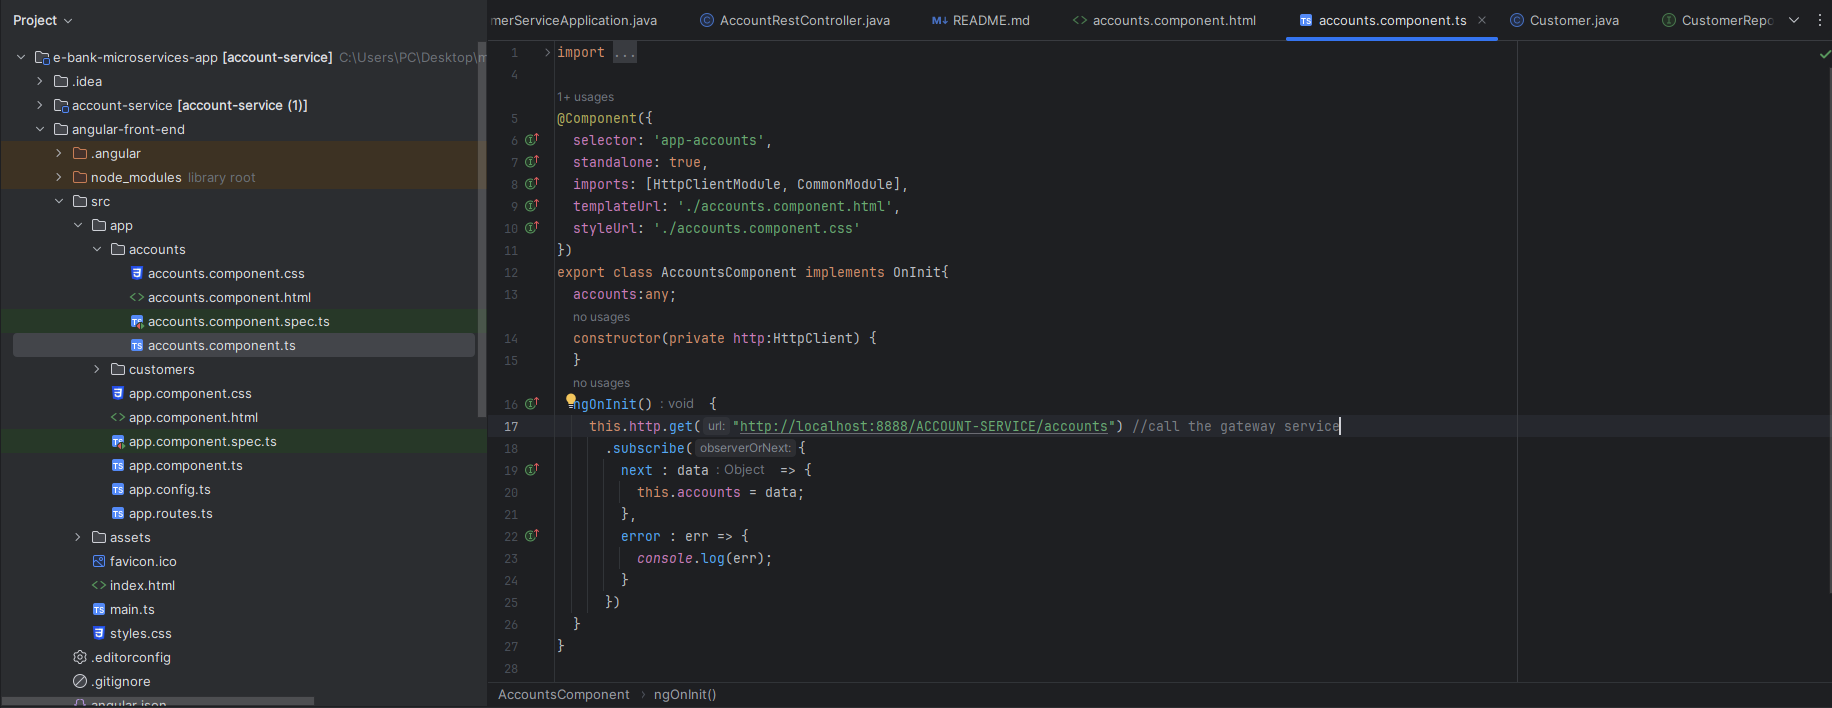 Project
merServiceApplication.java AccountRestController.java README.md accounts.component.html accounts.component.ts Customer.java CustomerRepo
e-bank-microservices-app [account-service] C:\Users\PC\Desktop\m
.idea
account-service [account-service (1)]
angular-front-end
.angular
node_modules library root
src
app
accounts
accounts.component.css
accounts.component.html
accounts.component.spec.ts
accounts.component.ts
customers
app.component.css
app.component.html
app.component.spec.ts
app.component.ts
app.config.ts
app.routes.ts
assets
favicon.ico
index.html
main.ts
styles.css
.editorconfig
.gitignore
angular.json
1 import ...
4
1+ usages
5 @Component({
6 selector: 'app-accounts',
7 standalone: true,
8 imports: [HttpClientModule, CommonModule],
9 templateUrl: './accounts.component.html',
10 styleUrl: './accounts.component.css'
11 })
12 export class AccountsComponent implements OnInit{
13 accounts:any;
no usages
14 constructor(private http:HttpClient) {
15 }
no usages
16 ngOnInit() : void {
17 this.http.get( url: "http://localhost:8888/ACCOUNT-SERVICE/accounts") //call the gateway service
18 .subscribe( observerOrNext: {
19 next : data : Object => {
20 this.accounts = data;
21 },
22 error : err => {
23 console.log(err);
24 }
25 })
26 }
27 }
28
AccountsComponent › ngOnInit()